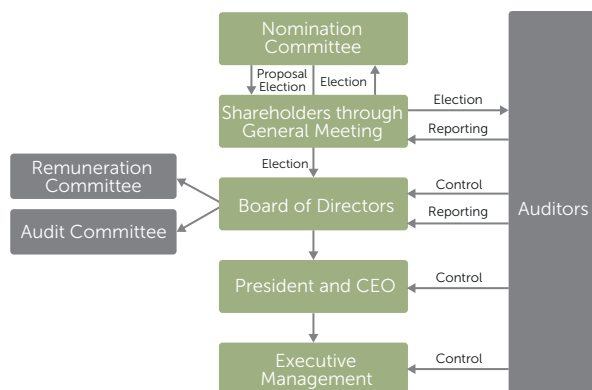 Nomination
Committee
Proposal
Election
Election
Shareholders through
General Meeting
Election
Reporting
Election
Remuneration
Committee
Audit Committee
Board of Directors
Control
Reporting
Auditors
President and CEO
Control
Executive
Management
Control